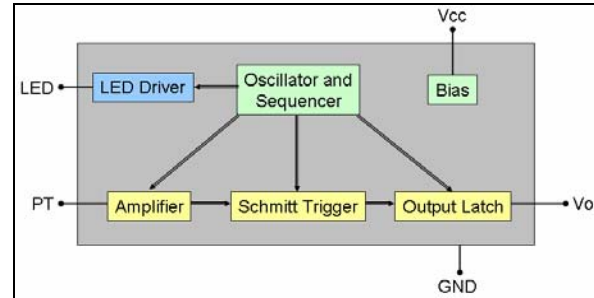 Vcc
LED
LED Driver
Oscillator and
Sequencer
Bias
PT
Amplifier
Schmitt Trigger
Output Latch
Vo
GND